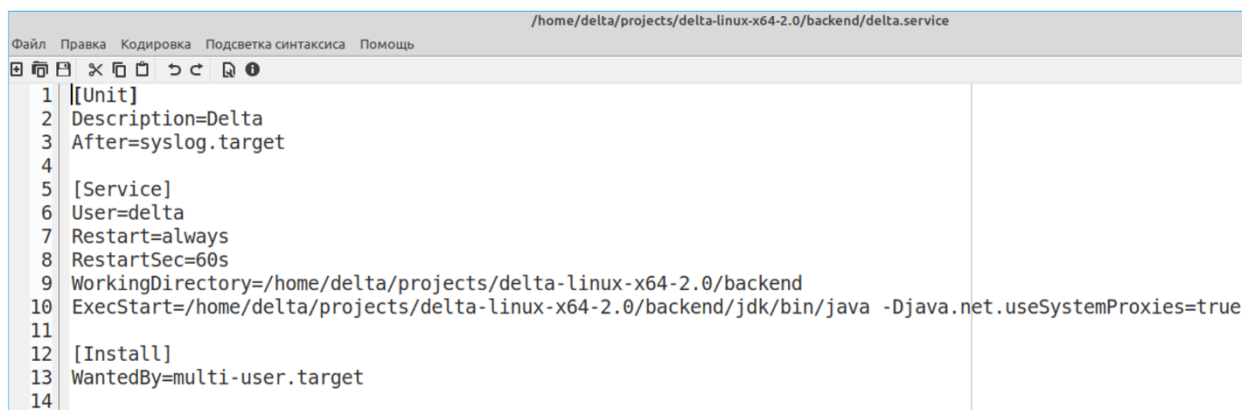 /home/delta/projects/delta-linux-x64-2.0/backend/delta.service
Файл Правка Кодировка Подсветка синтаксиса Помощь
1 [Unit]
2 Description=Delta
3 After=syslog.target
4
5 [Service]
6 User=delta
7 Restart=always
8 RestartSec=60s
9 WorkingDirectory=/home/delta/projects/delta-linux-x64-2.0/backend
10 ExecStart=/home/delta/projects/delta-linux-x64-2.0/backend/jdk/bin/java -Djava.net.useSystemProxies=true
11
12 [Install]
13 WantedBy=multi-user.target
14